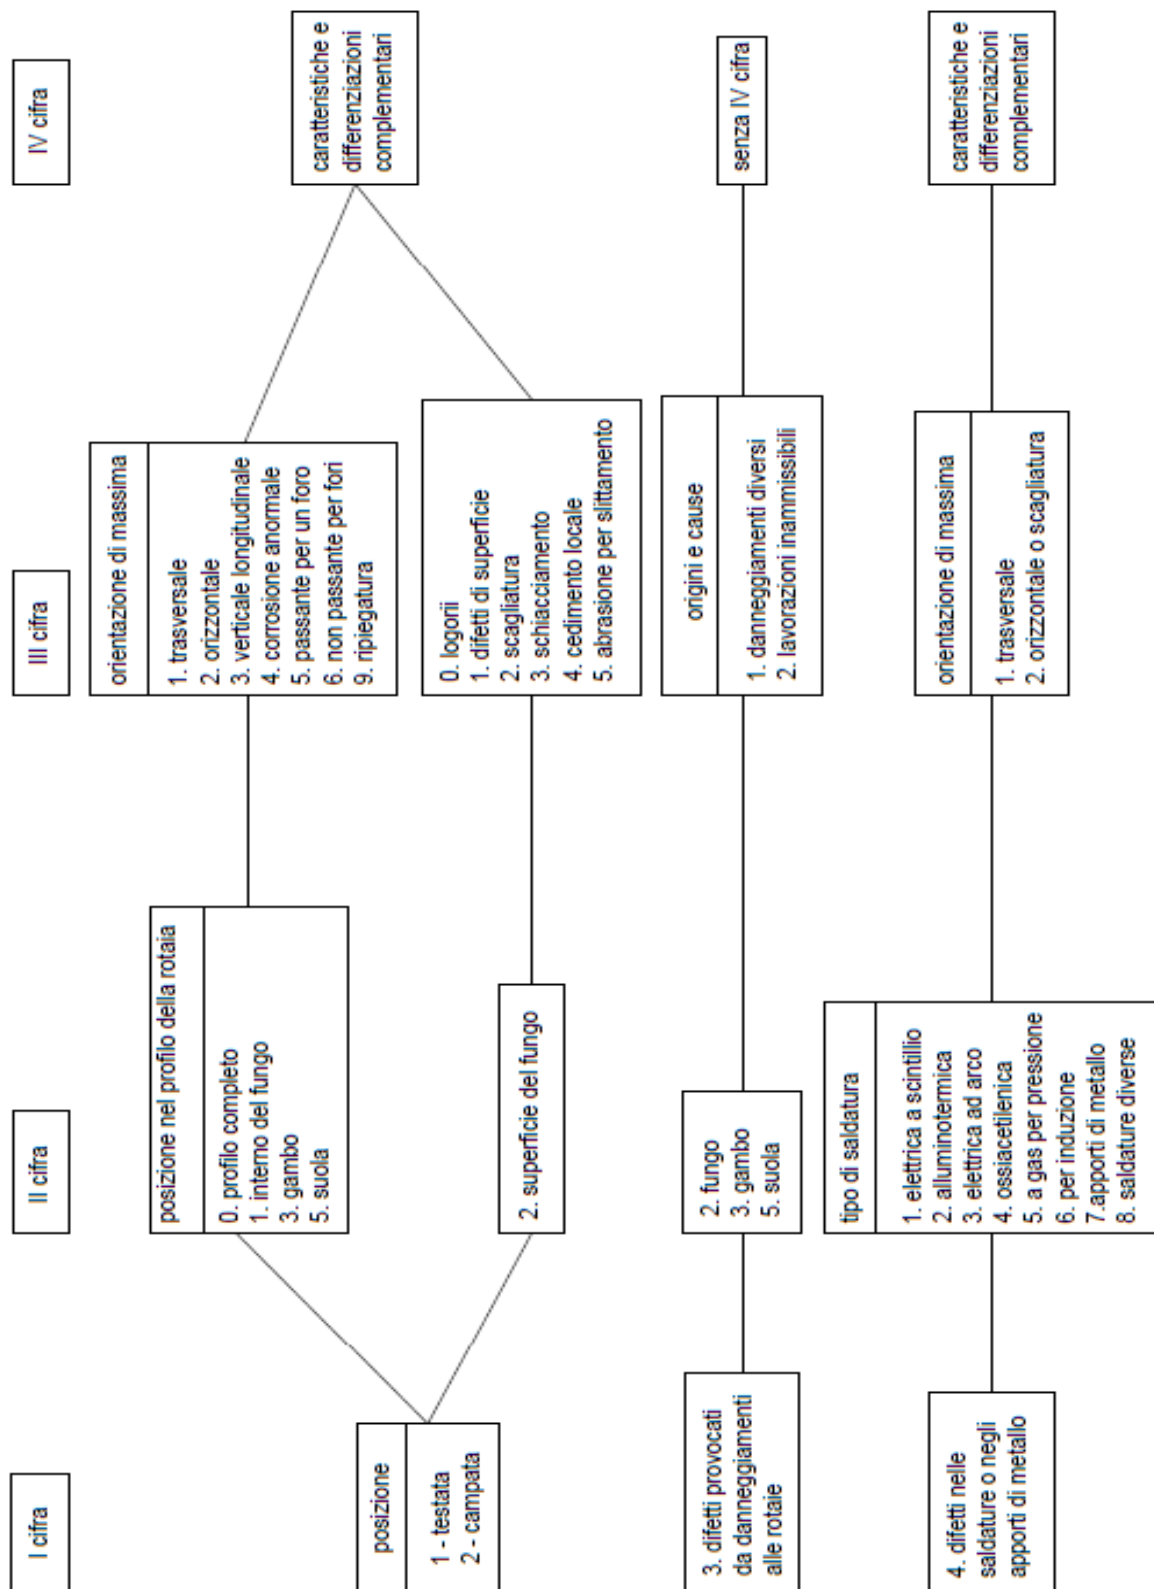 I cifra
II cifra
III cifra
IV cifra
posizione
1 - testata
2 - campata
posizione nel profilo della rotaia
0. profilo completo
1. interno del fungo
3. gambo
5. suola
orientazione di massima
1. trasversale
2. orizzontale
3. verticale longitudinale
4. corrosione anormale
5. passante per un foro
6. non passante per fori
9. ripiegatura
caratteristiche e
differenziazioni
complementari
2. superficie del fungo
0. logorii
1. difetti di superficie
2. scagliatura
3. schiacciamento
4. cedimento locale
5. abrasione per slittamento
3. difetti provocati
da danneggiamenti
alle rotaie
2. fungo
3. gambo
5. suola
origini e cause
1. danneggiamenti diversi
2. lavorazioni inammissibili
senza IV cifra
4. difetti nelle
saldature o negli
apporti di metallo
tipo di saldatura
1. elettrica a scintillio
2. alluminotermica
3. elettrica ad arco
4. ossiacetilenica
5. a gas per pressione
6. per induzione
7.apporti di metallo
8. saldature diverse
orientazione di massima
1. trasversale
2. orizzontale o scagliatura
caratteristiche e
differenziazioni
complementari